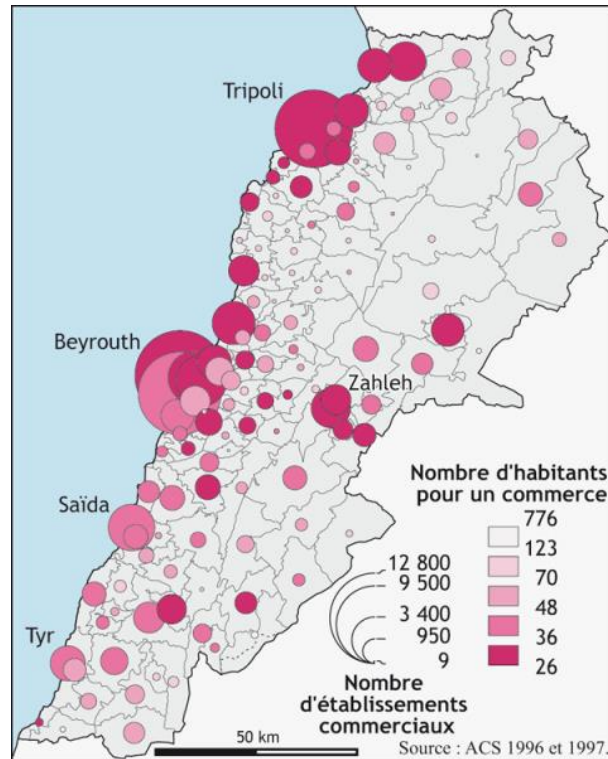 Tripoli
Beyrouth
Zahleh
Saïda
Tyr
Nombre d'habitants
pour un commerce
776
123
70
48
36
26
12 800
9 500
3 400
950
9
Nombre
d'établissements
commerciaux
50 km
Source : ACS 1996 et 1997.